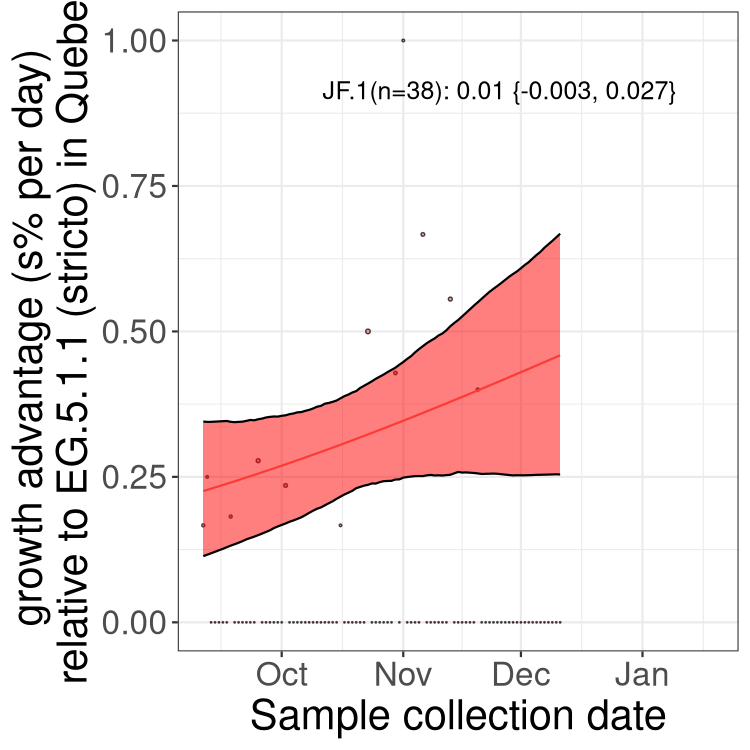 growth advantage (s% per day)
relative to EG.5.1.1 (stricto) in Quebe
1.00
0.75
0.50
0.25
0.00
JF.1(n=38): 0.01 {-0.003, 0.027}
Oct Nov Dec Jan
Sample collection date